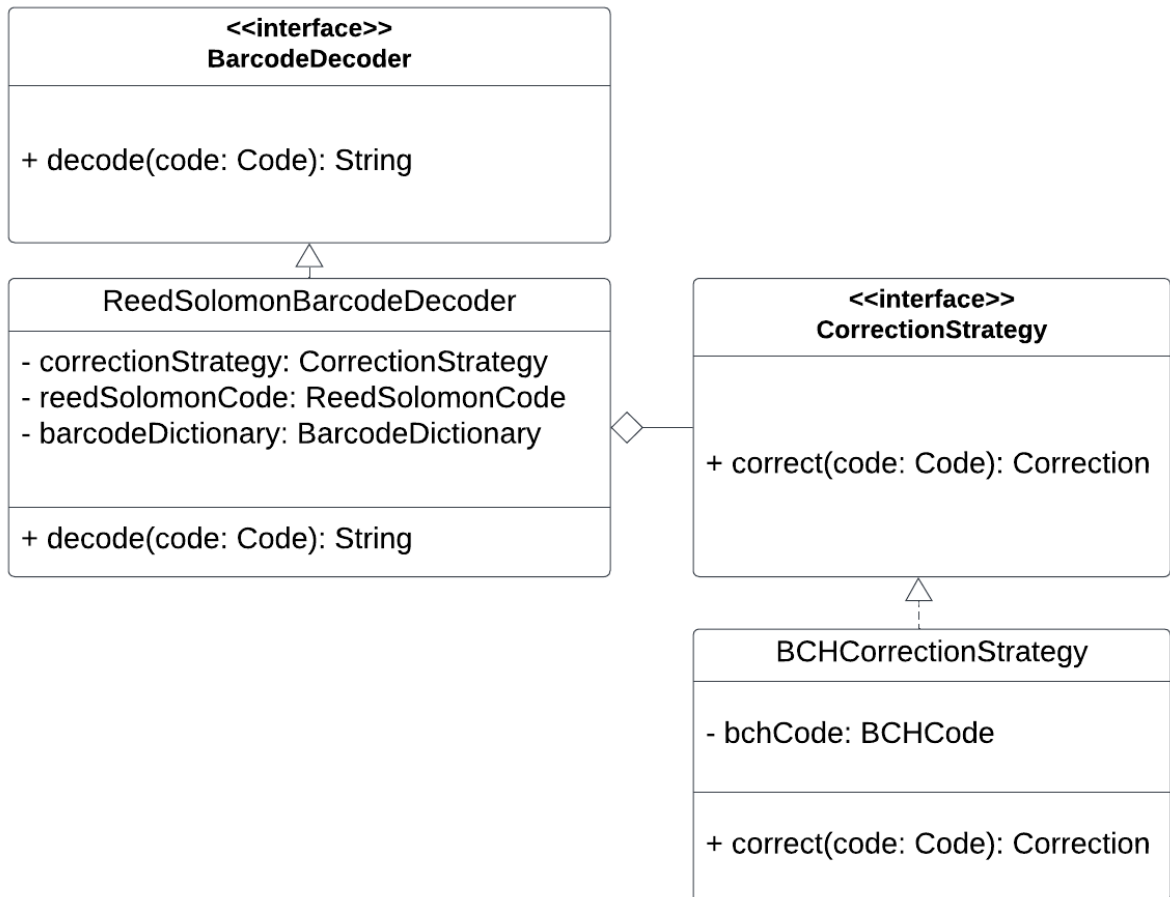 <<interface>>
BarcodeDecoder
+ decode(code: Code): String
ReedSolomonBarcodeDecoder
- correctionStrategy: CorrectionStrategy
- reedSolomonCode: ReedSolomonCode
- barcodeDictionary: BarcodeDictionary
+ decode(code: Code): String
<<interface>>
CorrectionStrategy
+ correct(code: Code): Correction
BCHCorrectionStrategy
- bchCode: BCHCode
+ correct(code: Code): Correction